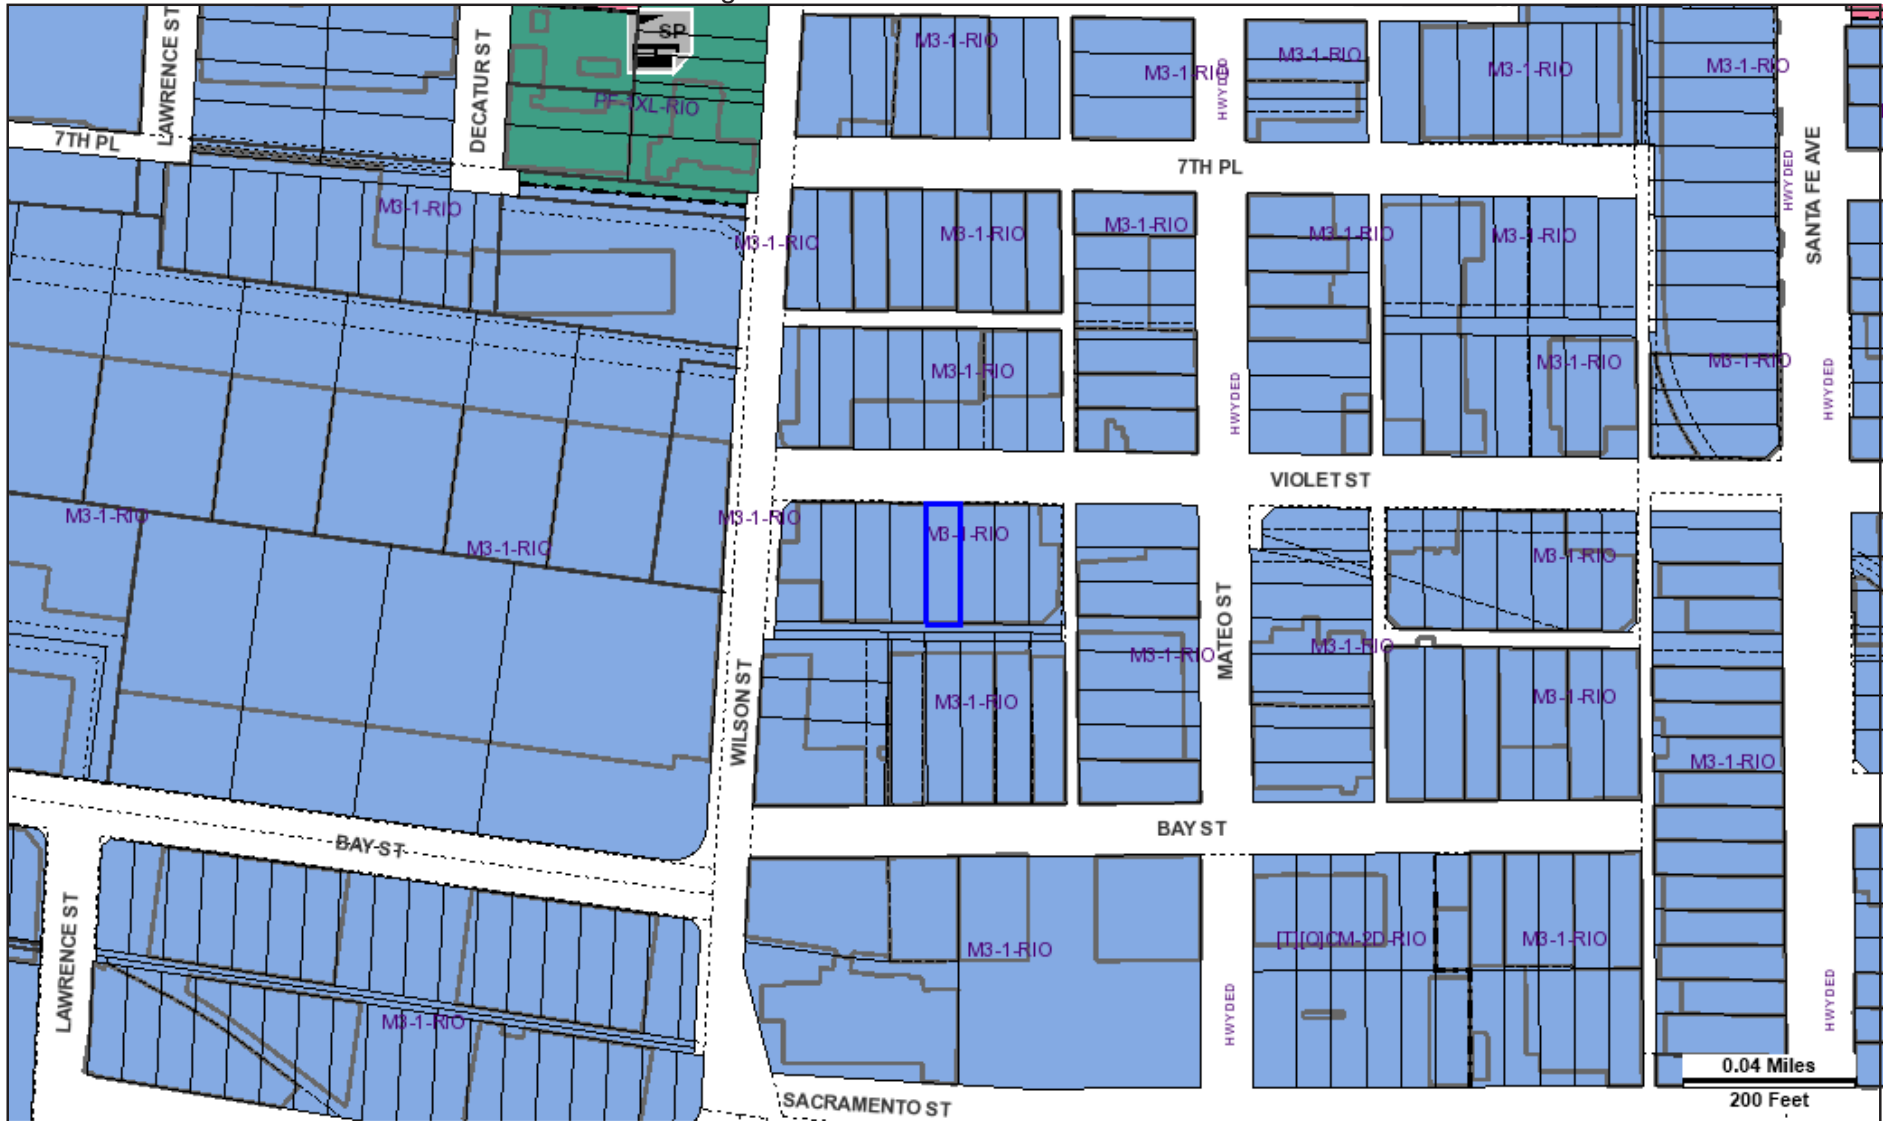 LAWRENCE ST
DECATUR ST
SP
M3-1-RIO
M3-1-RIO
HWYDED
M3-1-RIO
M3-1-RIO
M3-1-RIO
PF-1XL-RIO
7TH PL
7TH PL
HWYDED
SANTA FE AVE
M3-1-RIO
M3-1-RIO
M3-1-RIO
M3-1-RIO
M3-1-RIO
M3-1-RIO
M3-1-RIO
M3-1-RIO
M3-1-RIO
HWYDED
HWYDED
VIOLET ST
M3-1-RIO
M3-1-RIO
M3-1-RIO
M3-1-RIO
M3-1-RIO
MATEO ST
M3-1-RIO
M3-1-RIO
WILSON ST
M3-1-RIO
M3-1-RIO
M3-1-RIO
BAY ST
BAY ST
LAWRENCE ST
M3-1-RIO
[T][Q]CM-2D-RIO
M3-1-RIO
HWYDED
HWYDED
M3-1-RIO
0.04 Miles
200 Feet
SACRAMENTO ST